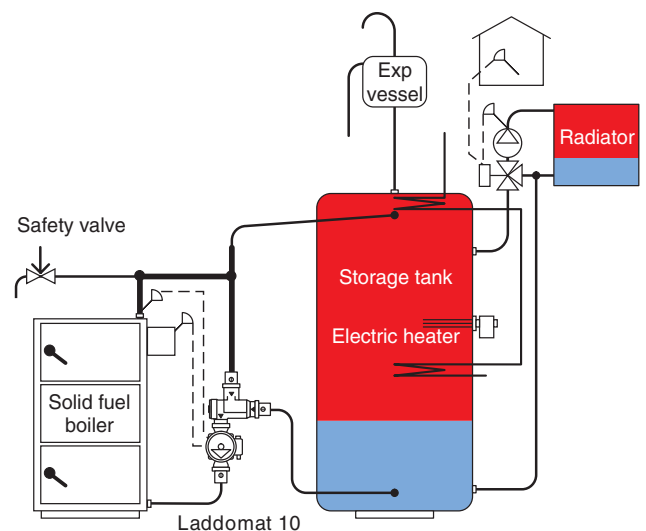 Exp
vessel
Radiator
Safety valve
Storage tank
Electric heater
Solid fuel
boiler
Laddomat 10